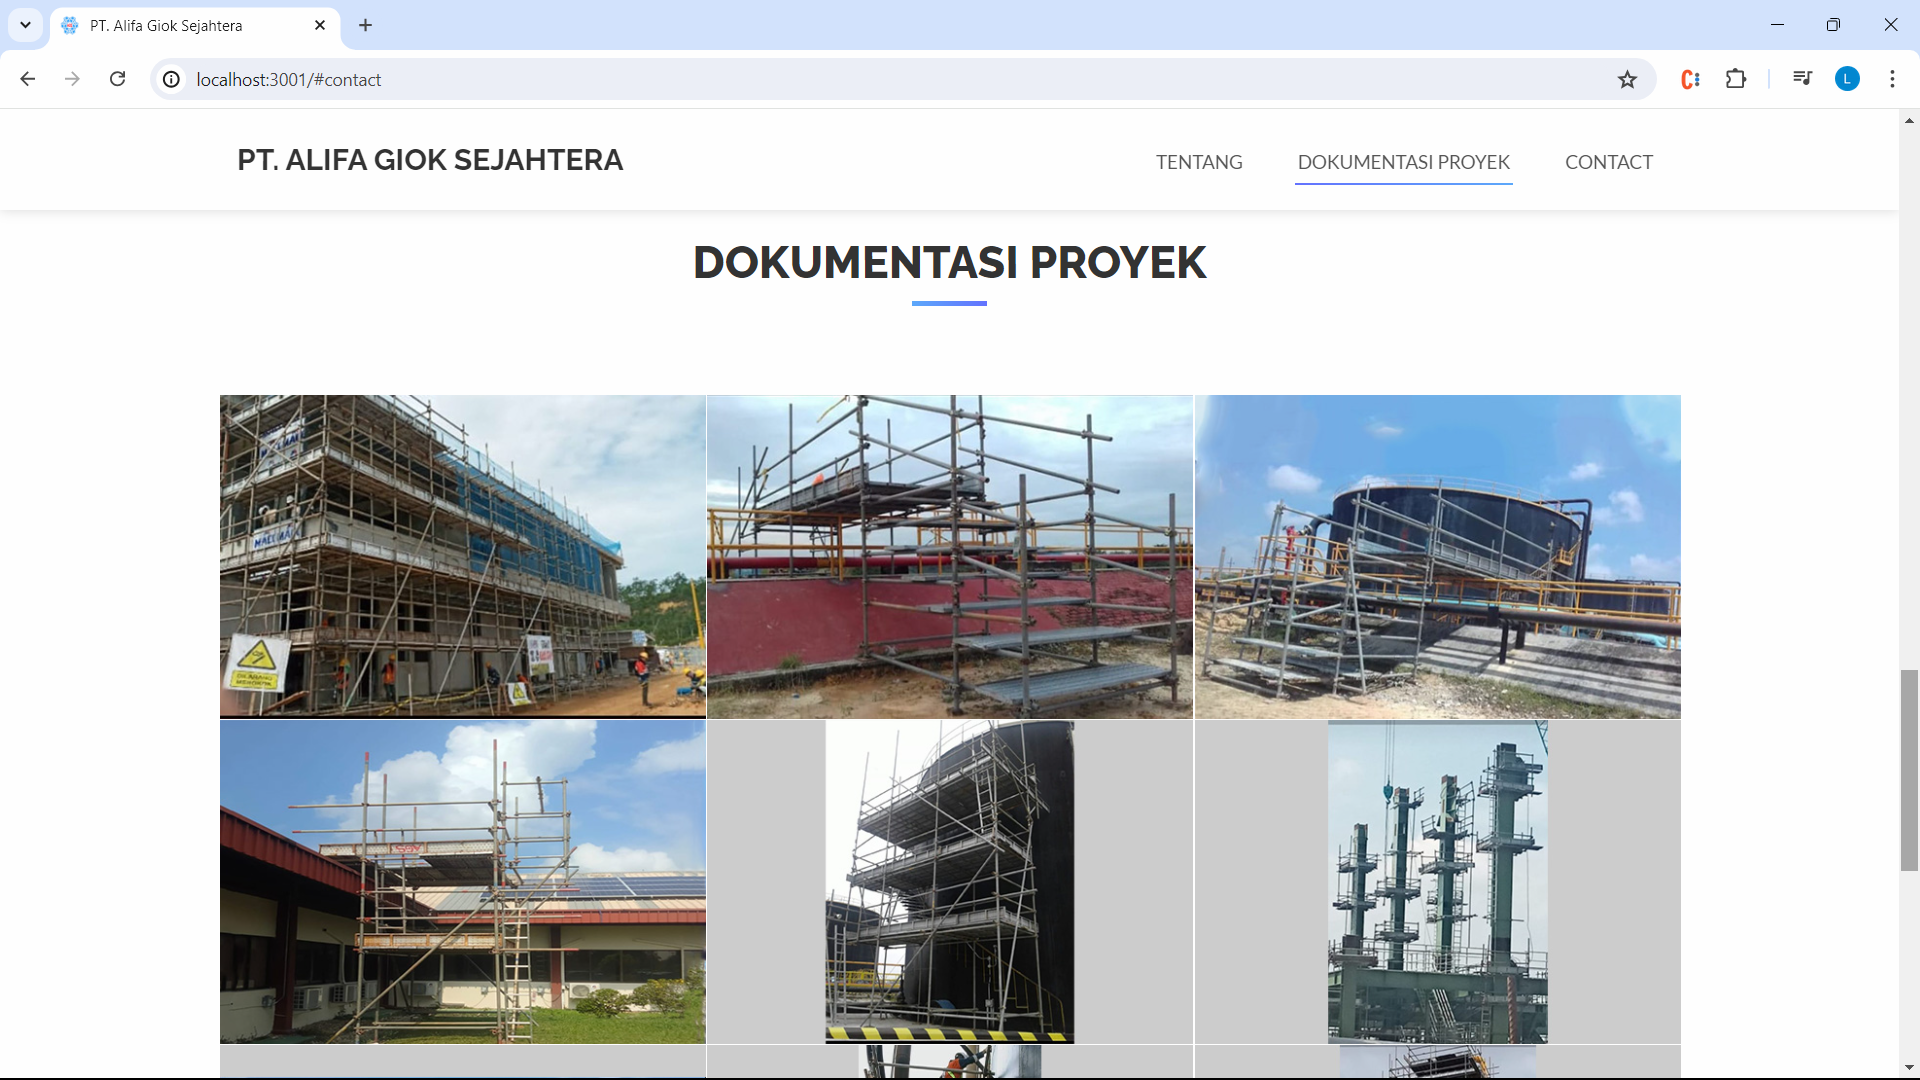 PT. Alifa Giok Sejahtera
localhost:3001/#contact
L
PT. ALIFA GIOK SEJAHTERA
TENTANG
DOKUMENTASI PROYEK
CONTACT
DOKUMENTASI PROYEK